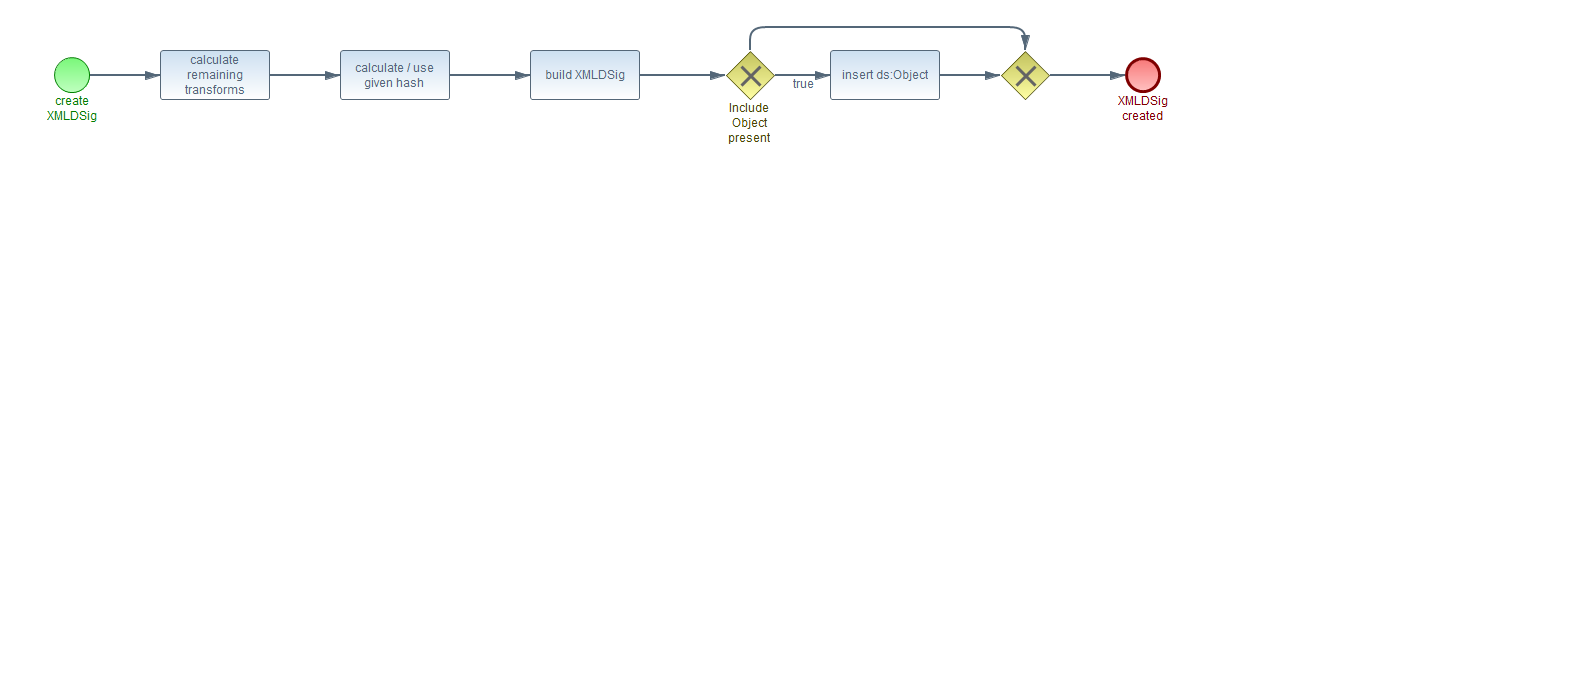 create
XMLDSig
calculate
remaining
transforms
calculate / use
given hash
build XMLDSig
Include
Object
present
true
insert ds:Object
XMLDSig
created